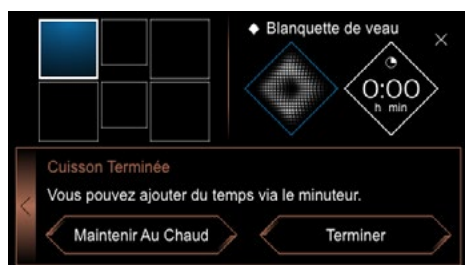 Blanquette de veau
0:00
h min
Cuisson Terminée
Vous pouvez ajouter du temps via le minuteur.
Maintenir Au Chaud
Terminer